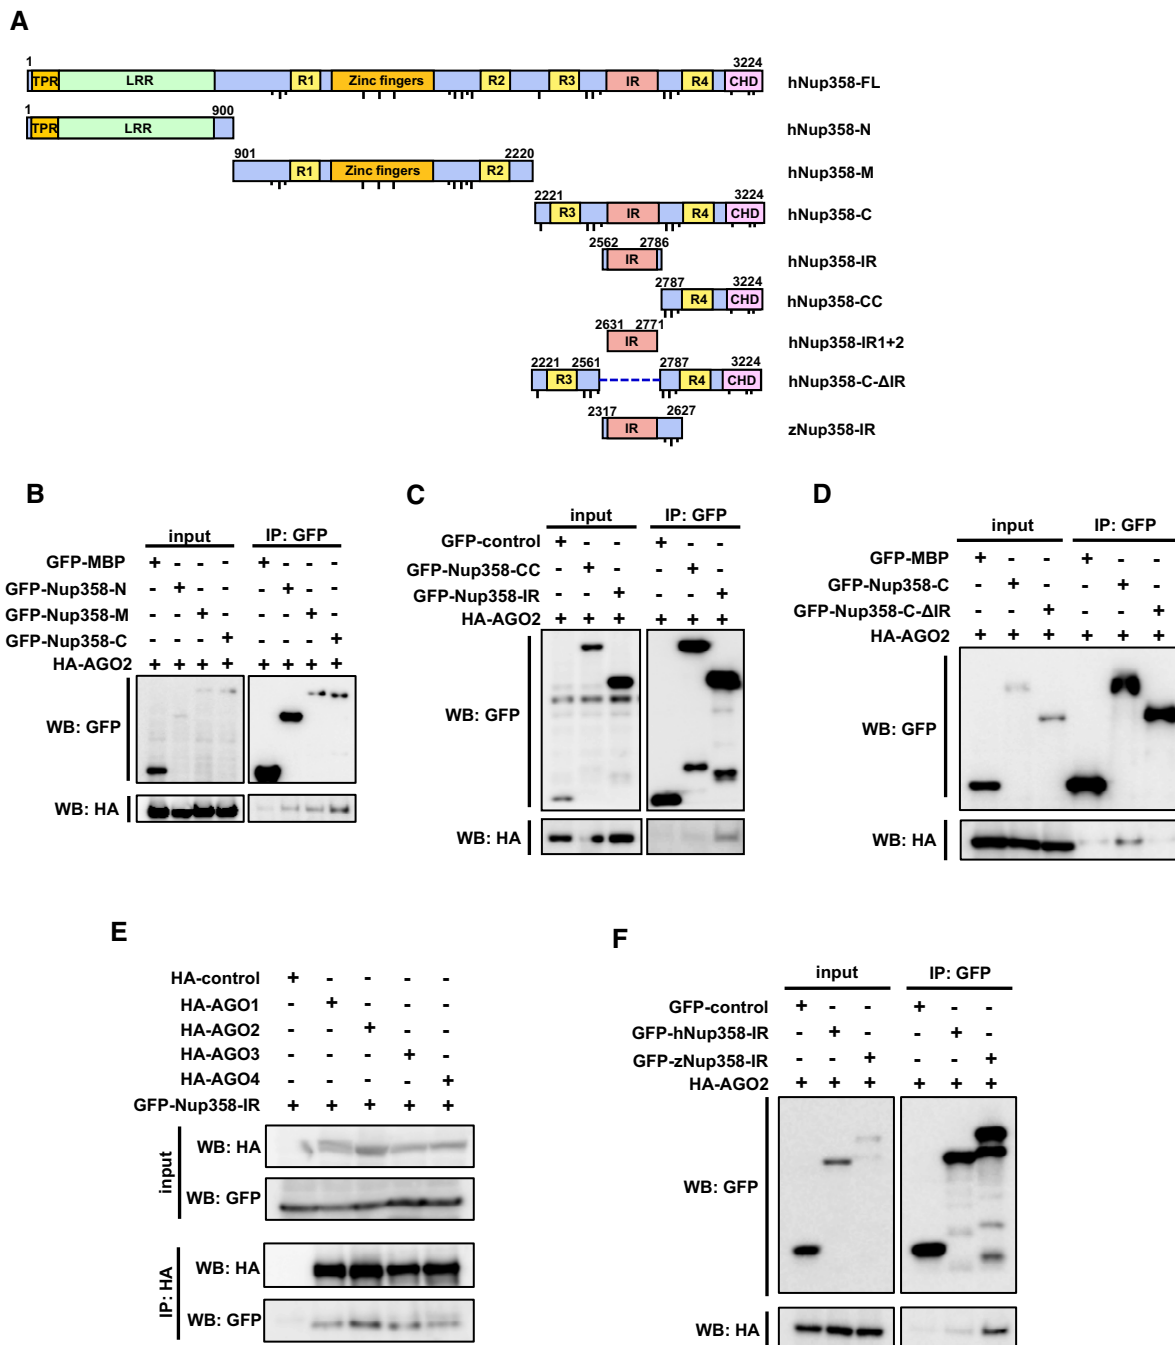 A
1 3224
TPR LRR R1 Zinc fingers R2 R3 IR R4 CHD hNup358-FL
1 900
TPR LRR hNup358-N
901 2220
R1 Zinc fingers R2 hNup358-M
2221 3224
R3 IR R4 CHD hNup358-C
2562 2786
IR hNup358-IR
2787 3224
R4 CHD hNup358-CC
2631 2771
IR hNup358-IR1+2
2221 2561 2787 3224
R3 R4 CHD hNup358-C-ΔIR
2317 2627
IR zNup358-IR
B
input IP: GFP
GFP-MBP + - - - + - - -
GFP-Nup358-N - + - - - + - -
GFP-Nup358-M - - + - - - + -
GFP-Nup358-C - - - + - - - +
HA-AGO2 + + + + + + + +
WB: GFP
WB: HA
C
input IP: GFP
GFP-control + - - + - -
GFP-Nup358-CC - + - - + -
GFP-Nup358-IR - - + - - +
HA-AGO2 + + + + + +
WB: GFP
WB: HA
D
input IP: GFP
GFP-MBP + - - + - -
GFP-Nup358-C - + - - + -
GFP-Nup358-C-ΔIR - - + - - +
HA-AGO2 + + + + + +
WB: GFP
WB: HA
E
HA-control + - - - -
HA-AGO1 - + - - -
HA-AGO2 - - + - -
HA-AGO3 - - - + -
HA-AGO4 - - - - +
GFP-Nup358-IR + + + + +
input
WB: HA
WB: GFP
IP: HA
WB: HA
WB: GFP
F
input IP: GFP
GFP-control + - - + - -
GFP-hNup358-IR - + - - + -
GFP-zNup358-IR - - + - - +
HA-AGO2 + + + + + +
WB: GFP
WB: HA